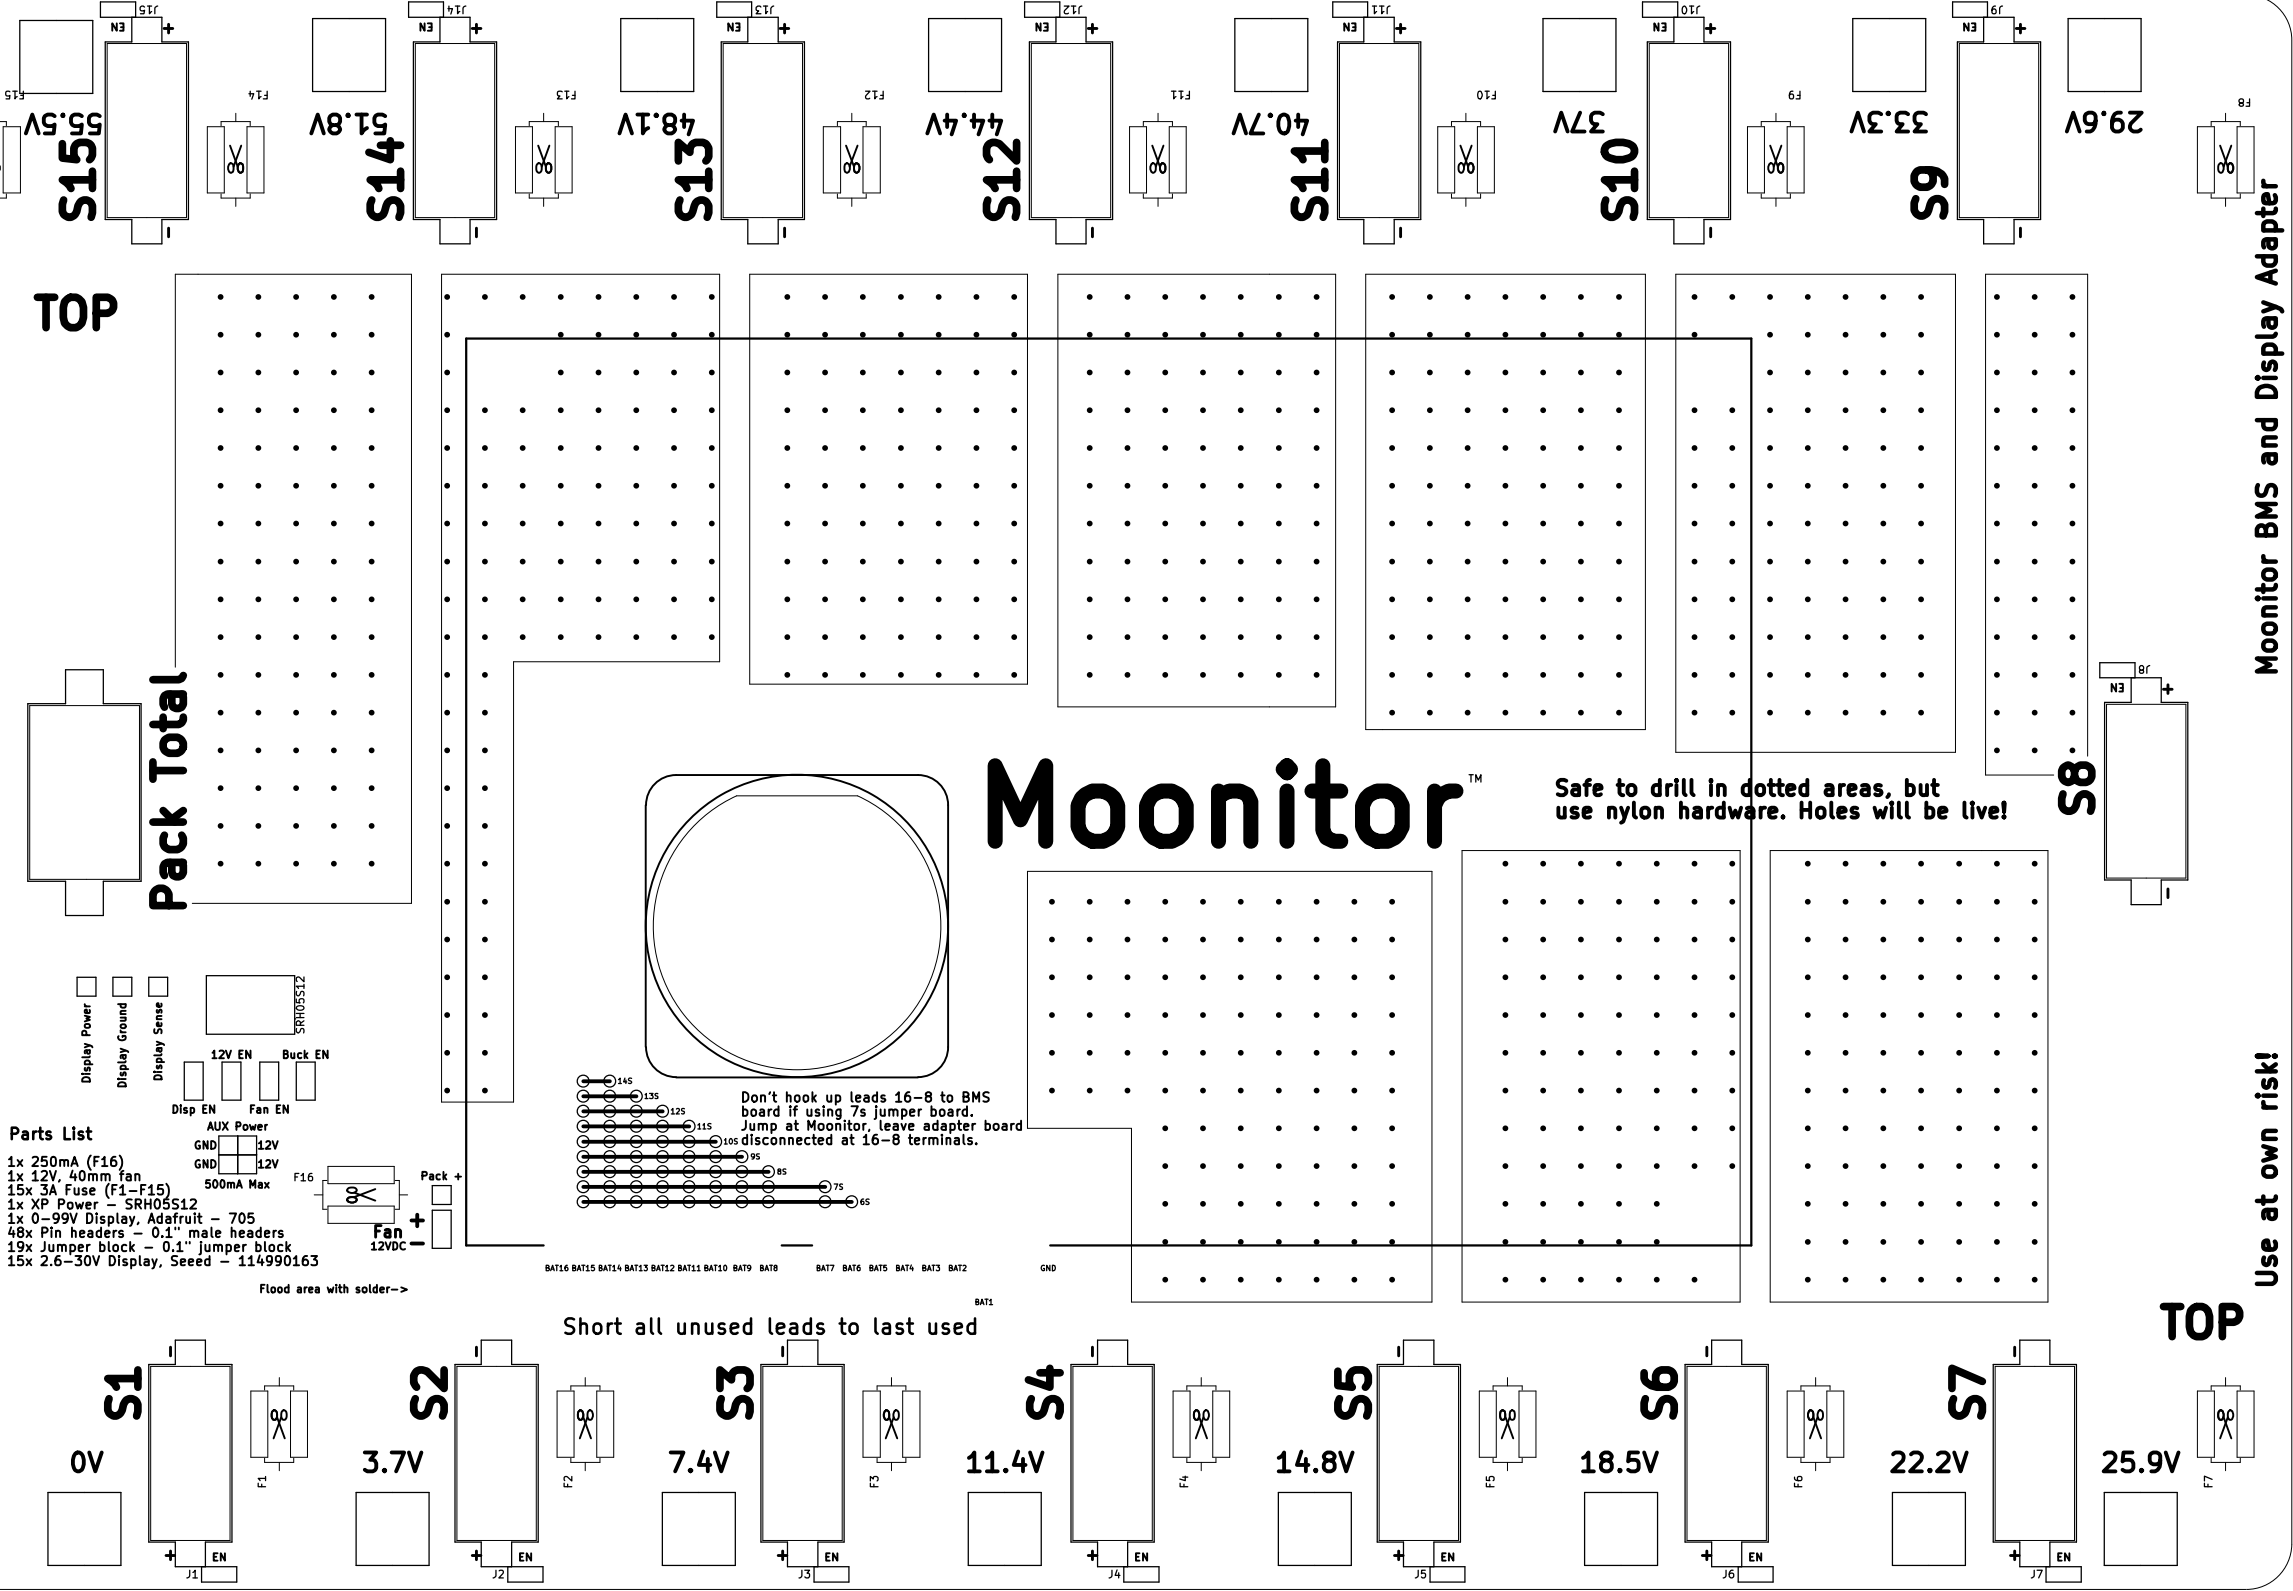 J15
EN
+
J14
EN
+
J13
EN
+
J12
EN
+
J11
EN
+
J10
EN
+
J9
EN
+
F15
55.5V
S15
-
F14
51.8V
S14
-
F13
48.1V
S13
-
F12
44.4V
S12
-
F11
40.7V
S11
-
F10
37V
S10
-
F9
33.3V
S9
-
F8
29.6V
TOP
Moonitor BMS and Display Adapter
Pack Total
J8
EN
+
S8
-
Moonitor™
Safe to drill in dotted areas, but
use nylon hardware. Holes will be live!
Display Power
Display Ground
Display Sense
SRH05S12
12V EN
Buck EN
Disp EN
Fan EN
AUX Power
GND 12V
GND 12V
500mA Max
Parts List
1x 250mA (F16)
1x 12V, 40mm fan
15x 3A Fuse (F1-F15)
1x XP Power - SRH05S12
1x 0-99V Display, Adafruit - 705
48x Pin headers - 0.1" male headers
19x Jumper block - 0.1" jumper block
15x 2.6-30V Display, Seeed - 114990163
F16
Pack +
+
Fan
12VDC -
Flood area with solder->
14S
13S
12S
11S
10S
9S
8S
7S
6S
Don't hook up leads 16-8 to BMS
board if using 7s jumper board.
Jump at Moonitor, leave adapter board
disconnected at 16-8 terminals.
BAT16 BAT15 BAT14 BAT13 BAT12 BAT11 BAT10 BAT9 BAT8 BAT7 BAT6 BAT5 BAT4 BAT3 BAT2 GND
BAT1
Short all unused leads to last used
Use at own risk!
TOP
S1
-
0V
F1
+
EN
J1
S2
-
3.7V
F2
+
EN
J2
S3
-
7.4V
F3
+
EN
J3
S4
-
11.4V
F4
+
EN
J4
S5
-
14.8V
F5
+
EN
J5
S6
-
18.5V
F6
+
EN
J6
S7
-
22.2V
25.9V
F7
+
EN
J7